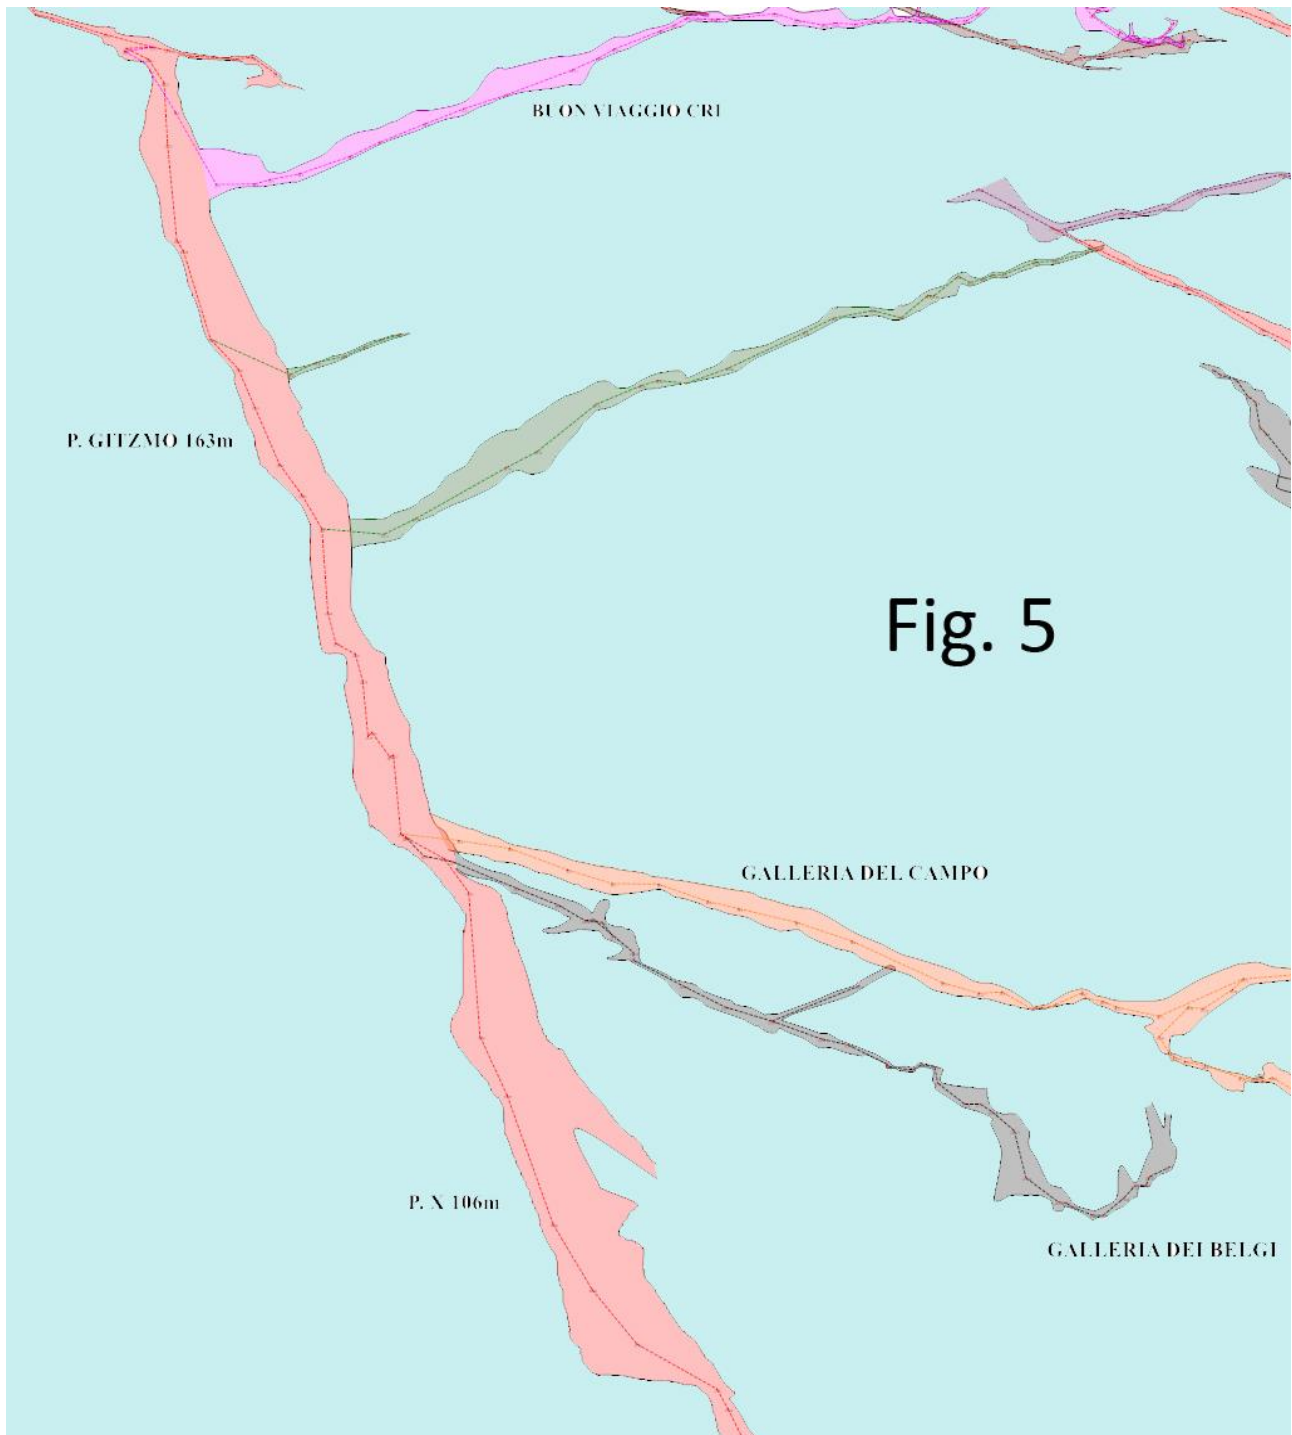 BUON VIAGGIO CRI
P. GITZMO 163m
Fig. 5
GALLERIA DEL CAMPO
P. X 106m
GALLERIA DEI BELGI